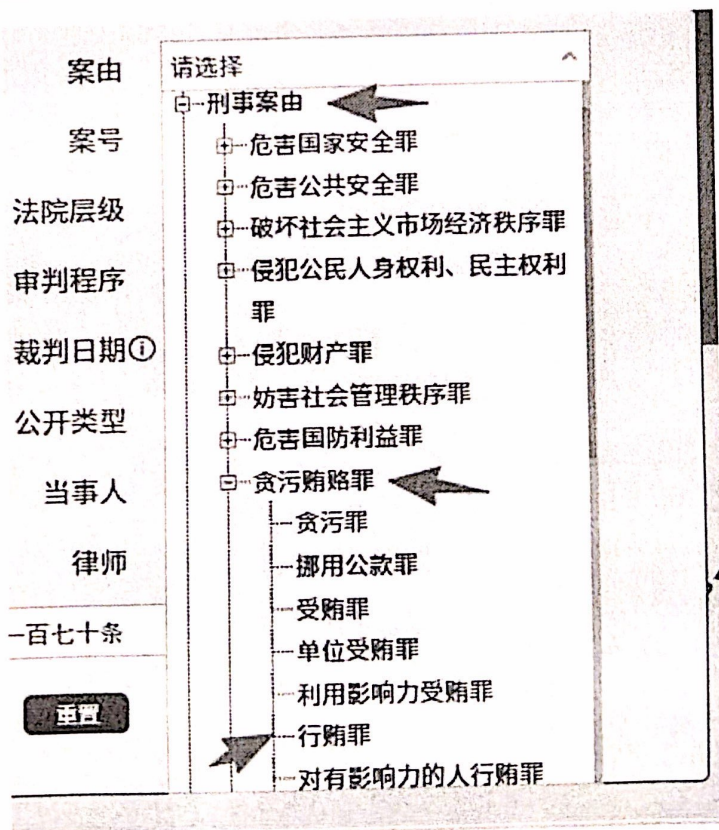 案由
请选择
刑事案由
案号
危害国家安全罪
危害公共安全罪
法院层级
破坏社会主义市场经济秩序罪
审判程序
侵犯公民人身权利、民主权利
罪
裁判日期
侵犯财产罪
妨害社会管理秩序罪
公开类型
危害国防利益罪
当事人
贪污贿赂罪
贪污罪
律师
挪用公款罪
受贿罪
一百七十条
单位受贿罪
利用影响力受贿罪
重置
行贿罪
对有影响力的人行贿罪